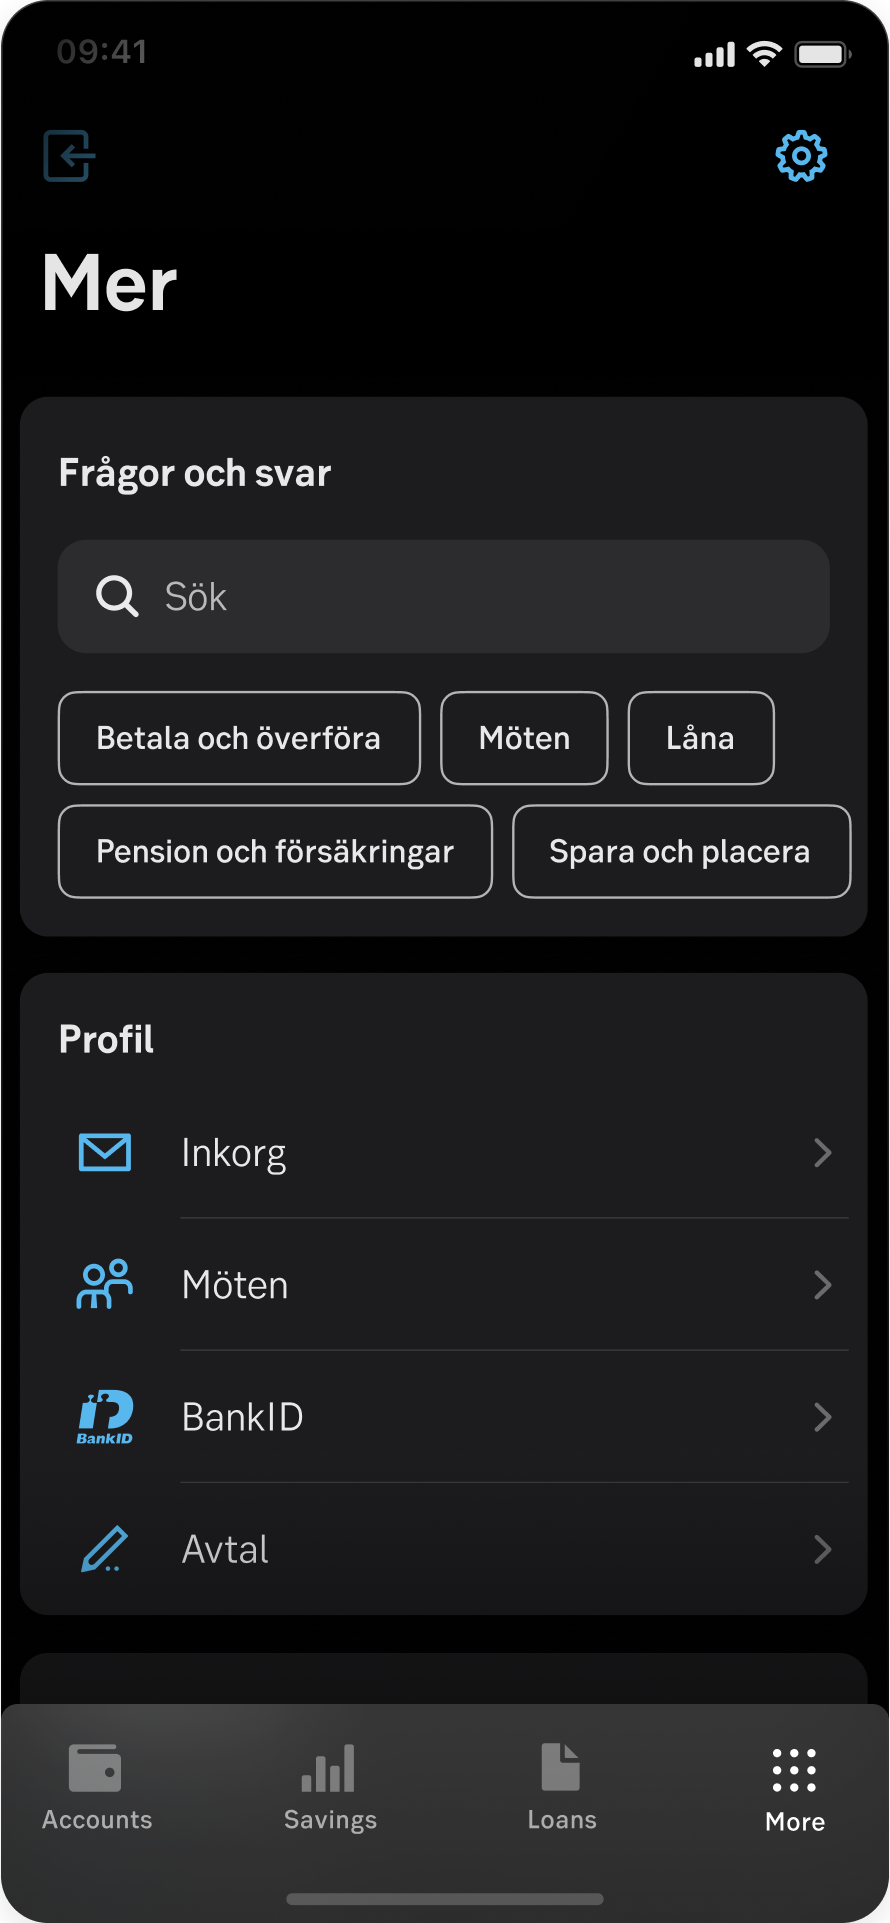 09:41
Mer
Frågor och svar
Sök
Betala och överföra
Möten
Låna
Pension och försäkringar
Spara och placera
Profil
Inkorg
Möten
BankID
BankID
Avtal
Accounts
Savings
Loans
More